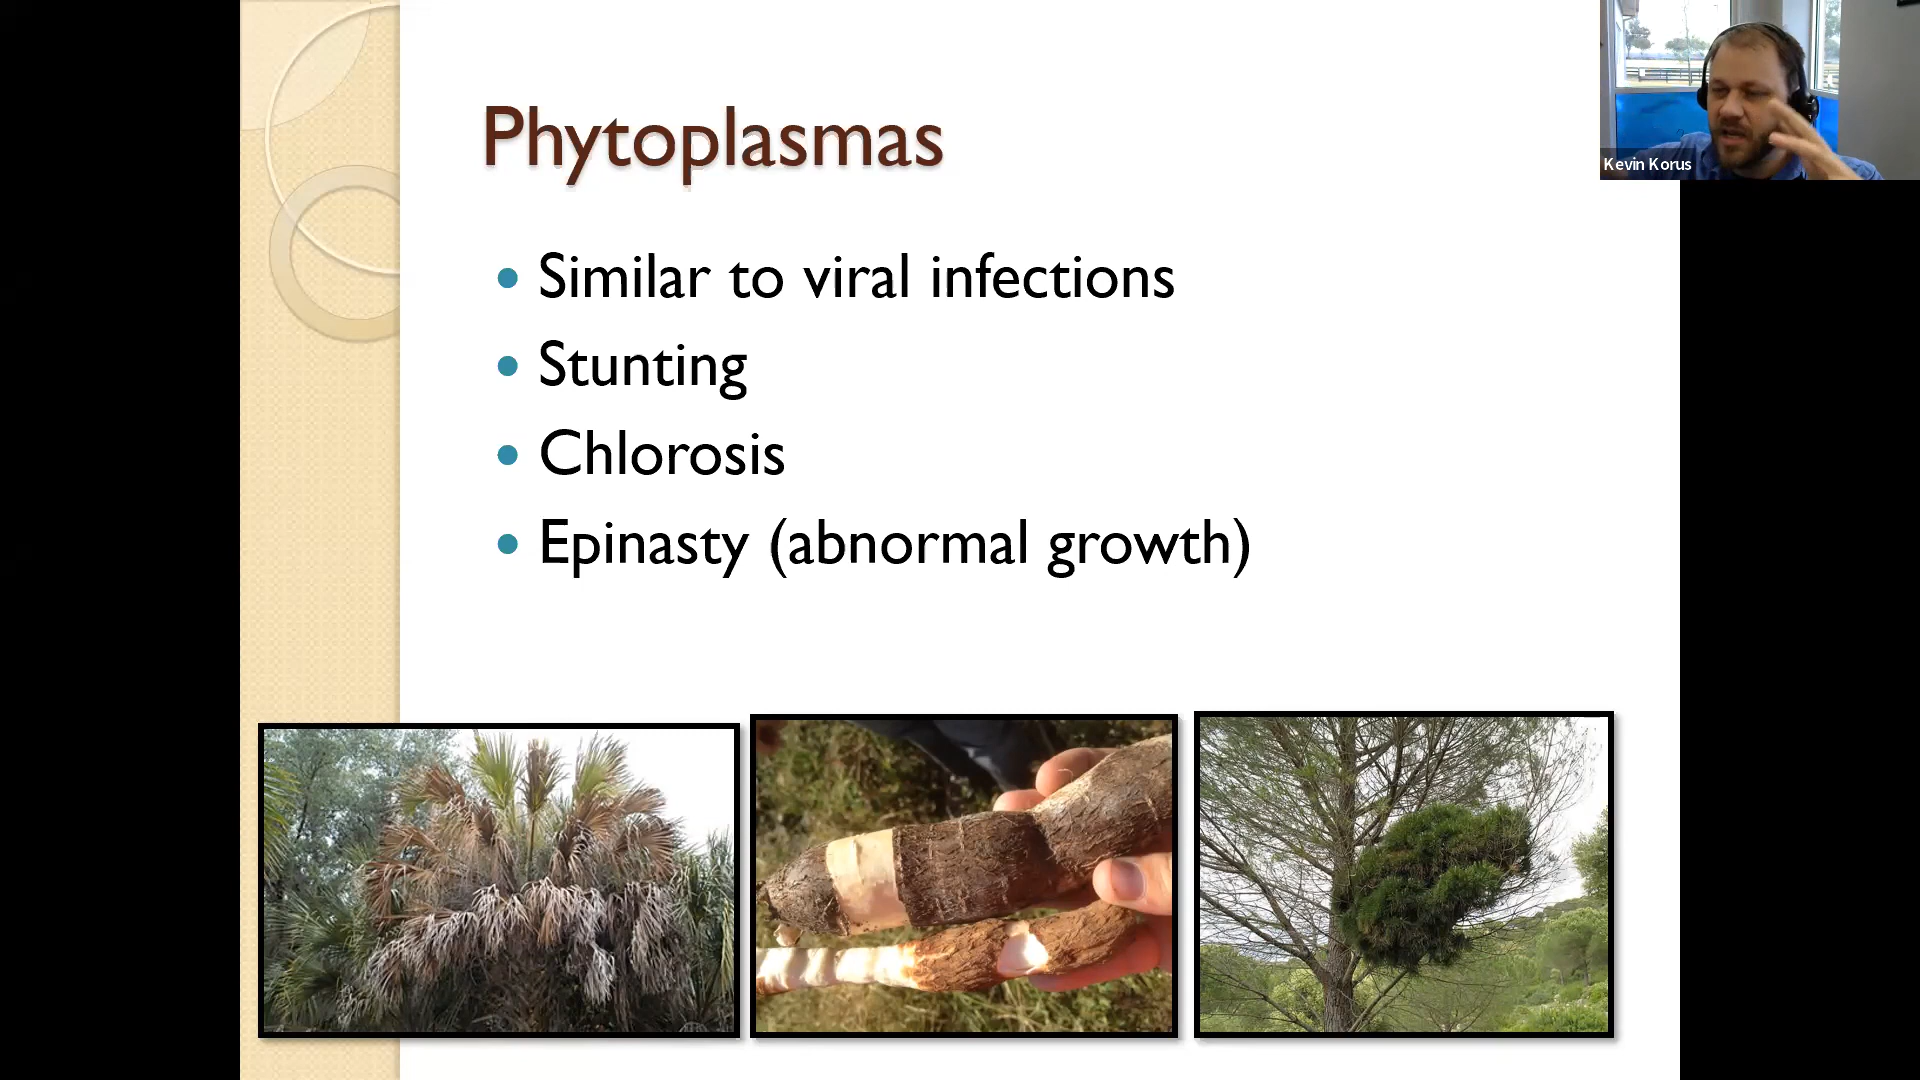 Phytoplasmas
Similar to viral infections
Stunting
Chlorosis
Epinasty (abnormal growth)
Kevin Korus